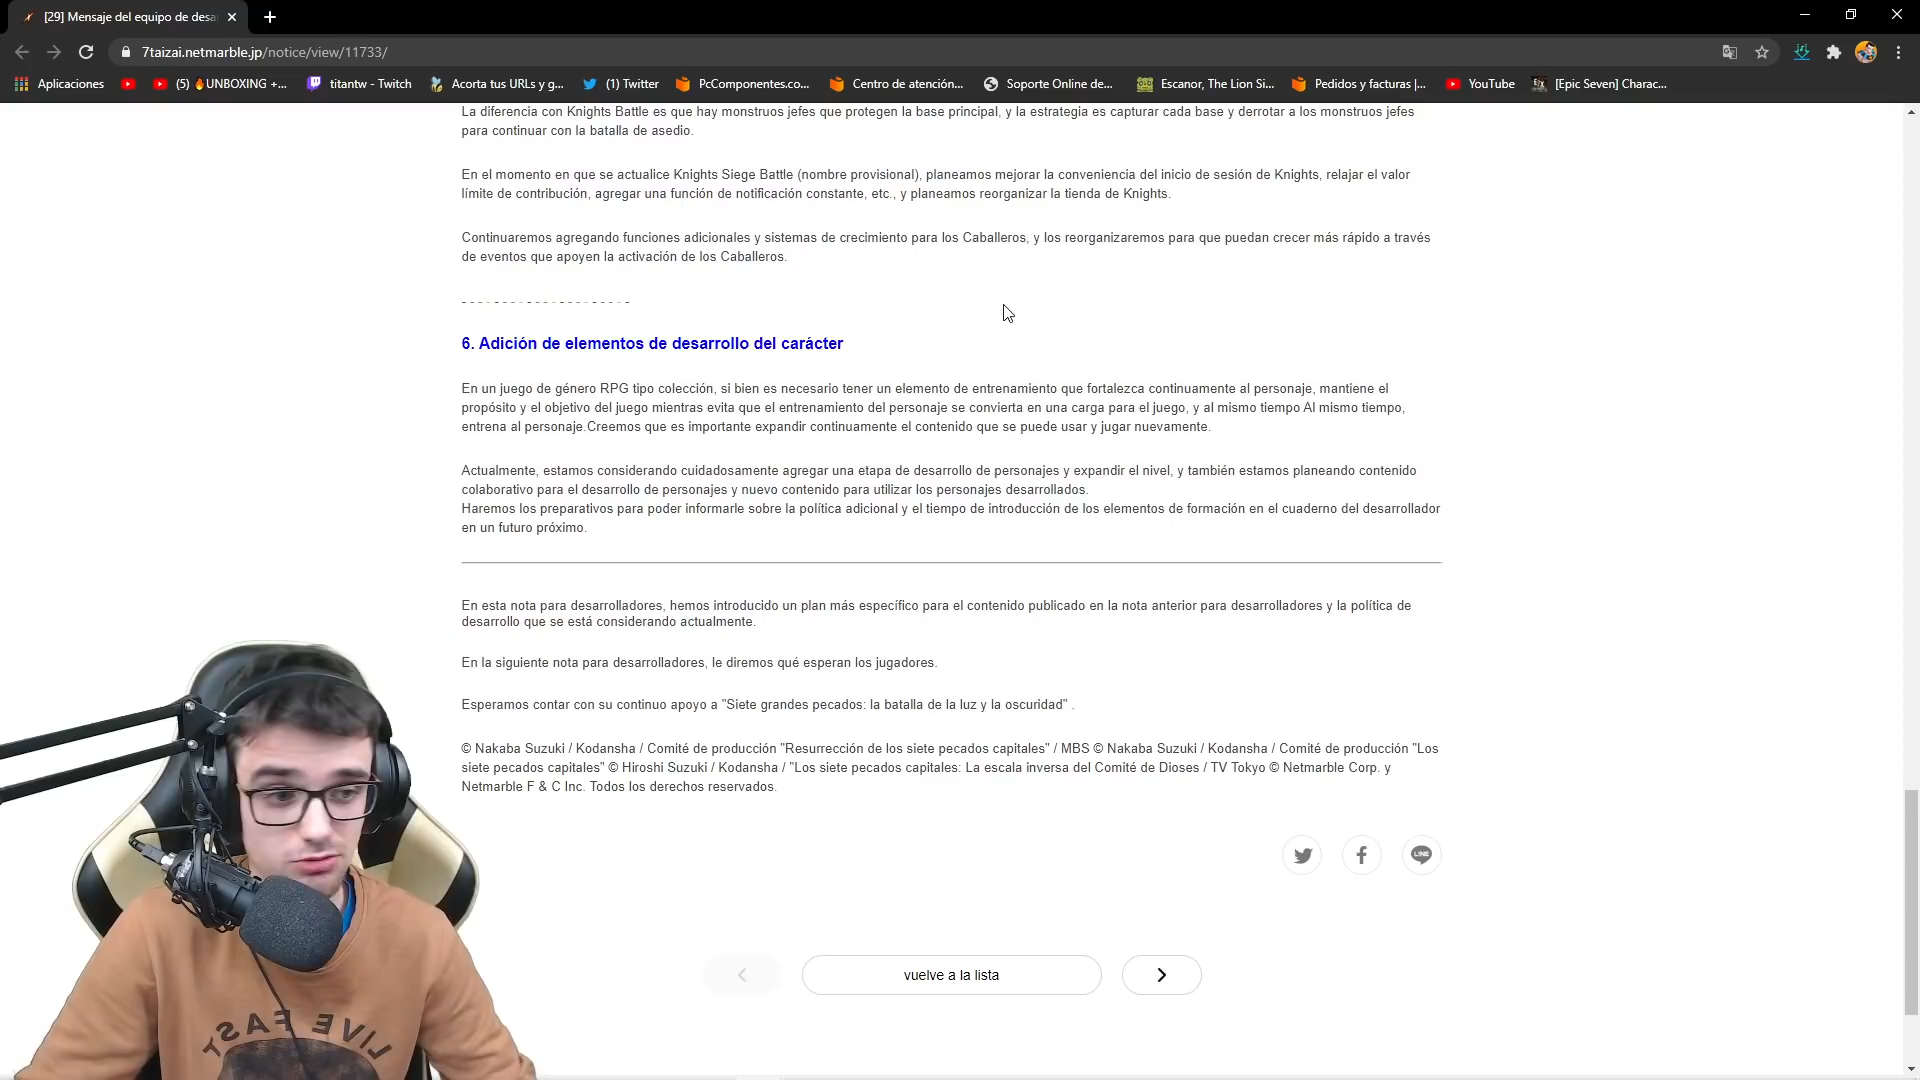 [29] Mensaje del equipo de desa
7taizai.netmarble.jp/notice/view/11733/
Aplicaciones
(5) 🔥UNBOXING +...
titantw - Twitch
Acorta tus URLs y g...
(1) Twitter
PcComponentes.co...
Centro de atención...
Soporte Online de...
Escanor, The Lion Si...
Pedidos y facturas |...
YouTube
[Epic Seven] Charac...
La diferencia con Knights Battle es que hay monstruos jefes que protegen la base principal, y la estrategia es capturar cada base y derrotar a los monstruos jefes
para continuar con la batalla de asedio.
En el momento en que se actualice Knights Siege Battle (nombre provisional), planeamos mejorar la conveniencia del inicio de sesión de Knights, relajar el valor
límite de contribución, agregar una función de notificación constante, etc., y planeamos reorganizar la tienda de Knights.
Continuaremos agregando funciones adicionales y sistemas de crecimiento para los Caballeros, y los reorganizaremos para que puedan crecer más rápido a través
de eventos que apoyen la activación de los Caballeros.
6. Adición de elementos de desarrollo del carácter
En un juego de género RPG tipo colección, si bien es necesario tener un elemento de entrenamiento que fortalezca continuamente al personaje, mantiene el
propósito y el objetivo del juego mientras evita que el entrenamiento del personaje se convierta en una carga para el juego, y al mismo tiempo Al mismo tiempo,
entrena al personaje.Creemos que es importante expandir continuamente el contenido que se puede usar y jugar nuevamente.
Actualmente, estamos considerando cuidadosamente agregar una etapa de desarrollo de personajes y expandir el nivel, y también estamos planeando contenido
colaborativo para el desarrollo de personajes y nuevo contenido para utilizar los personajes desarrollados.
Haremos los preparativos para poder informarle sobre la política adicional y el tiempo de introducción de los elementos de formación en el cuaderno del desarrollador
en un futuro próximo.
En esta nota para desarrolladores, hemos introducido un plan más específico para el contenido publicado en la nota anterior para desarrolladores y la política de
desarrollo que se está considerando actualmente.
En la siguiente nota para desarrolladores, le diremos qué esperan los jugadores.
Esperamos contar con su continuo apoyo a "Siete grandes pecados: la batalla de la luz y la oscuridad" .
© Nakaba Suzuki / Kodansha / Comité de producción "Resurrección de los siete pecados capitales" / MBS © Nakaba Suzuki / Kodansha / Comité de producción "Los
siete pecados capitales" © Hiroshi Suzuki / Kodansha / "Los siete pecados capitales: La escala inversa del Comité de Dioses / TV Tokyo © Netmarble Corp. y
Netmarble F & C Inc. Todos los derechos reservados.
LINE
vuelve a la lista
LIVE FAST